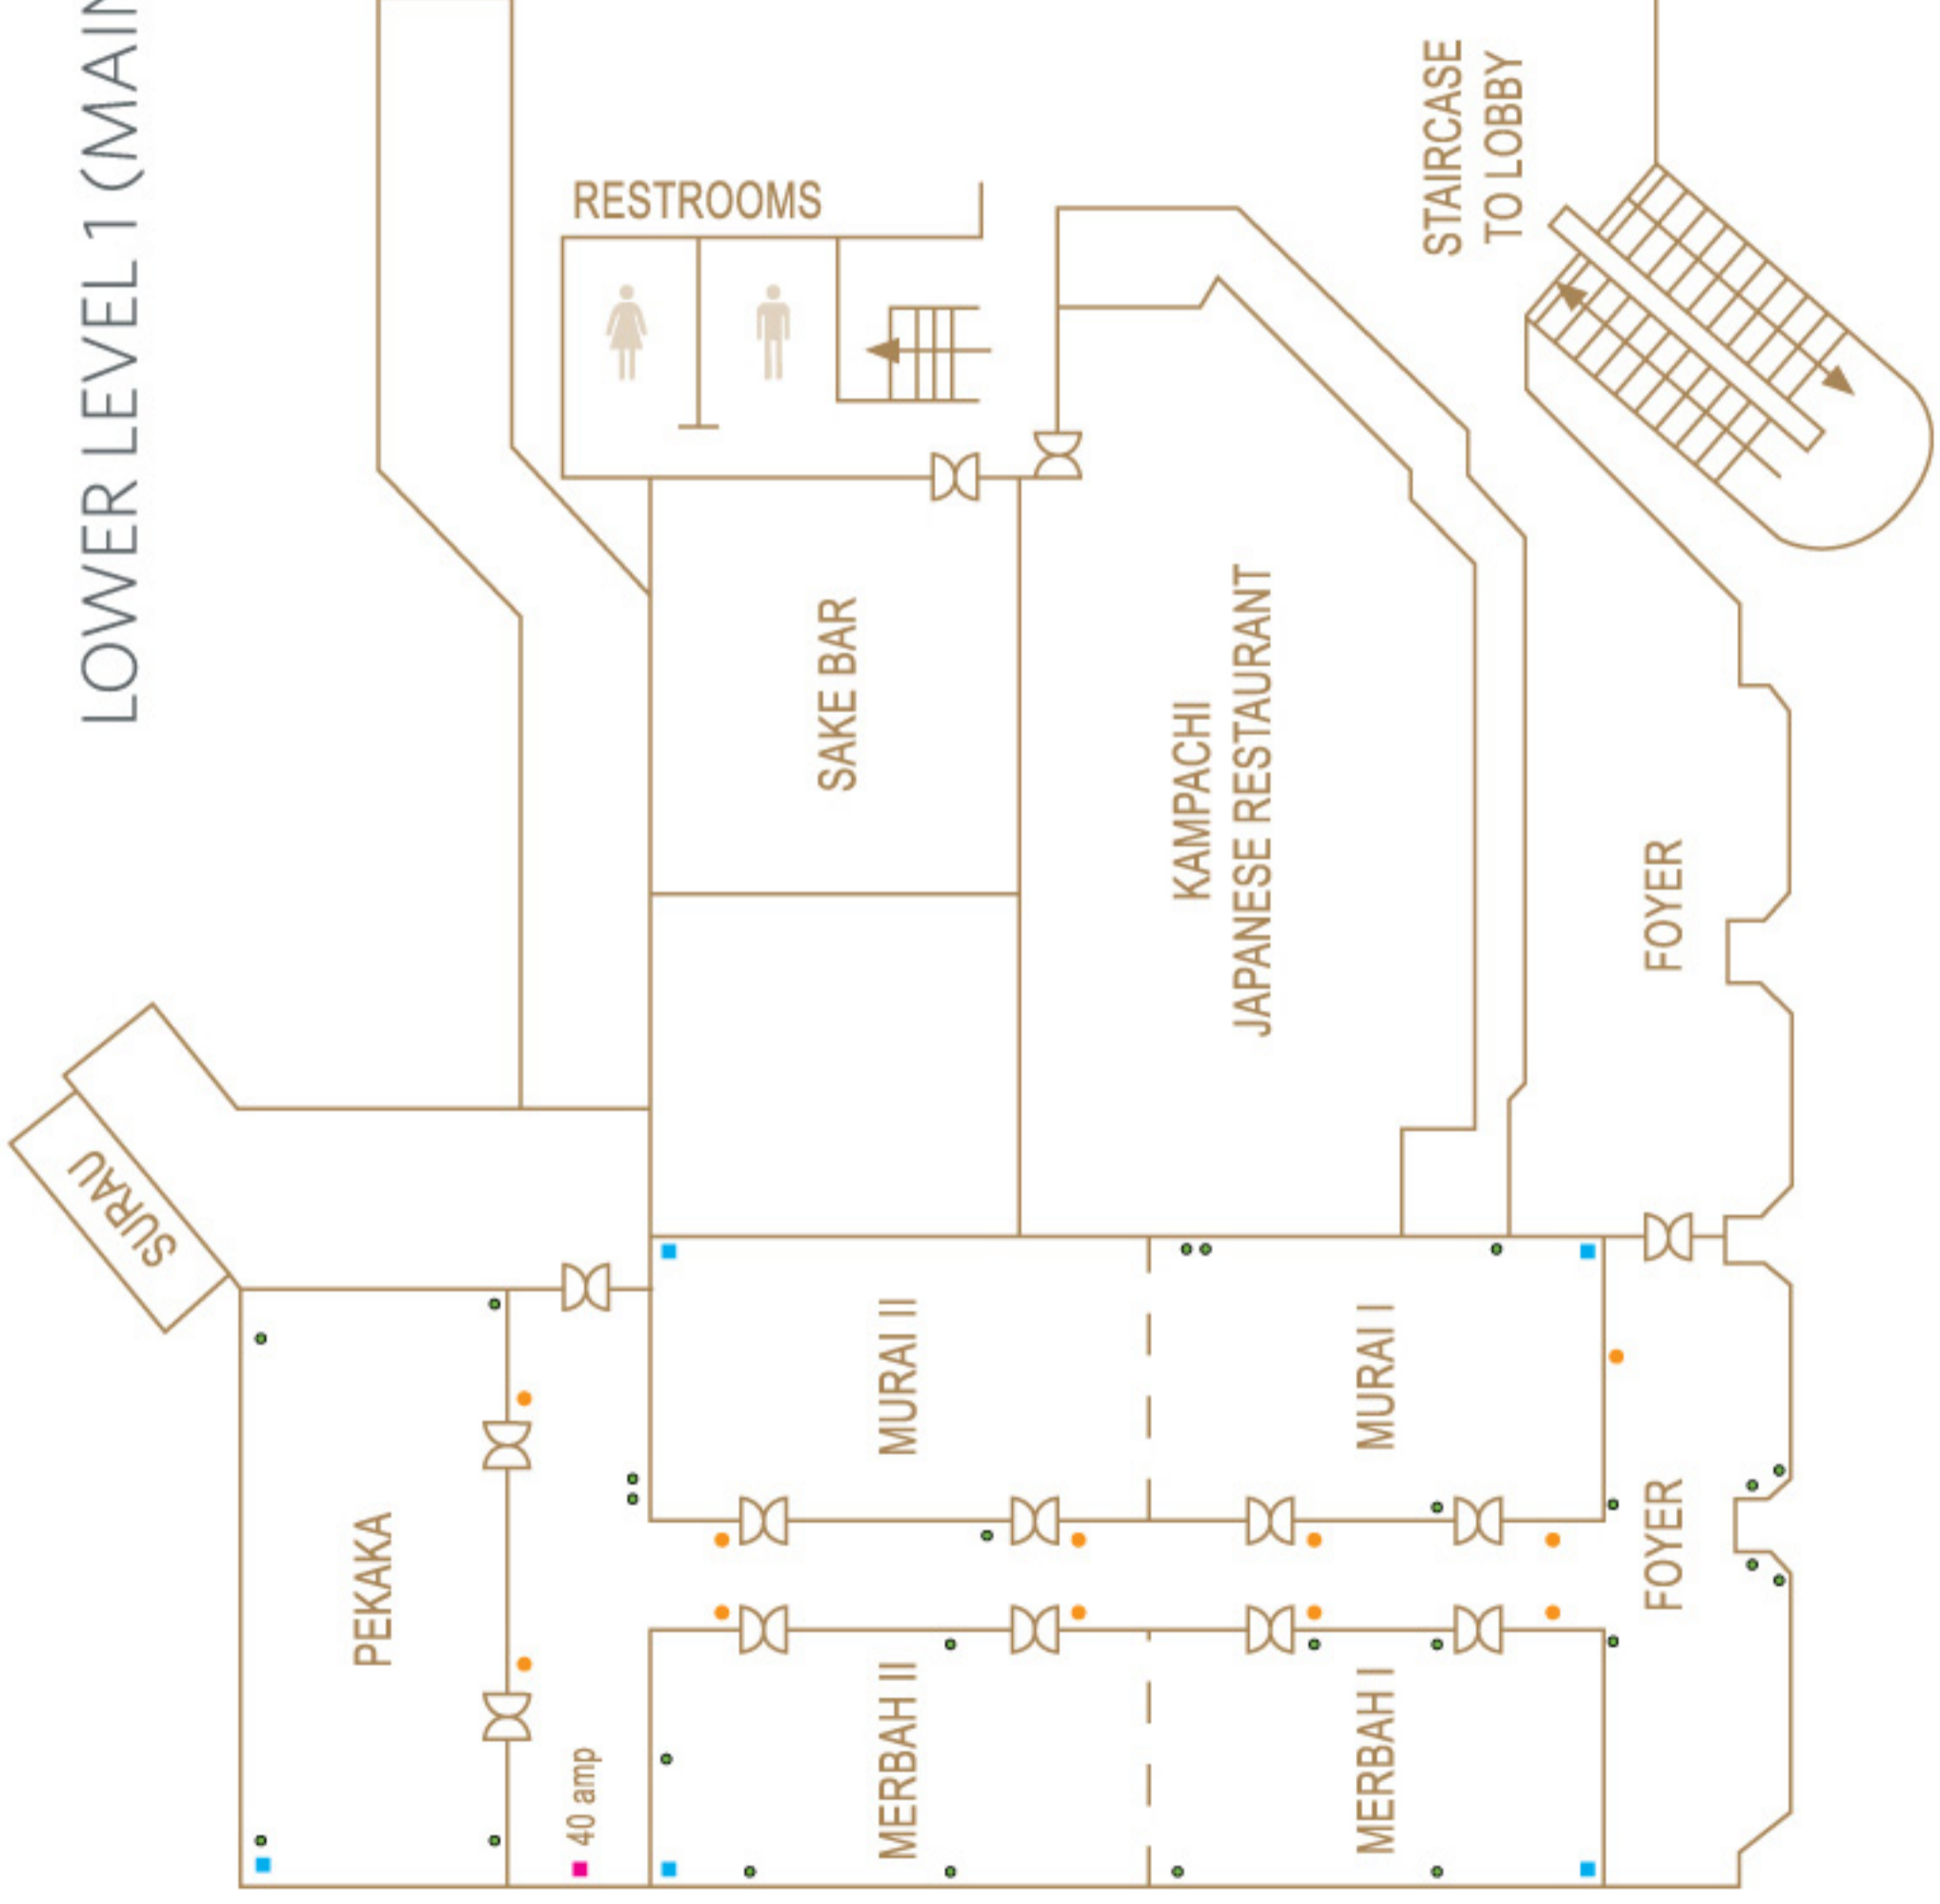 LOWER LEVEL 1 (MAIN
RESTROOMS
STAIRCASE
TO LOBBY
SAKE BAR
KAMPACHI
JAPANESE RESTAURANT
FOYER
SURAU
PEKAKA
MURAI II
MURAI I
FOYER
40 amp
MERBAH II
MERBAH I